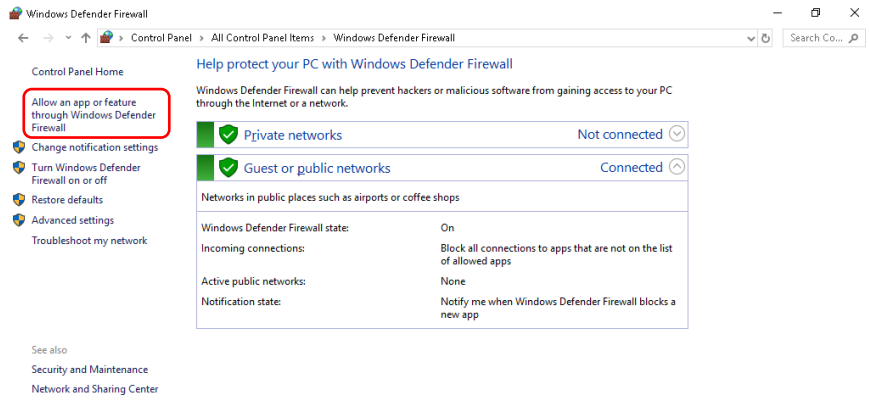 Windows Defender Firewall
Control Panel > All Control Panel Items > Windows Defender Firewall
Search Co...
Control Panel Home
Allow an app or feature
through Windows Defender
Firewall
Change notification settings
Turn Windows Defender
Firewall on or off
Restore defaults
Advanced settings
Troubleshoot my network
See also
Security and Maintenance
Network and Sharing Center
Help protect your PC with Windows Defender Firewall
Windows Defender Firewall can help prevent hackers or malicious software from gaining access to your PC
through the Internet or a network.
Private networks Not connected
Guest or public networks Connected
Networks in public places such as airports or coffee shops
Windows Defender Firewall state: On
Incoming connections: Block all connections to apps that are not on the list
of allowed apps
Active public networks: None
Notification state: Notify me when Windows Defender Firewall blocks a
new app